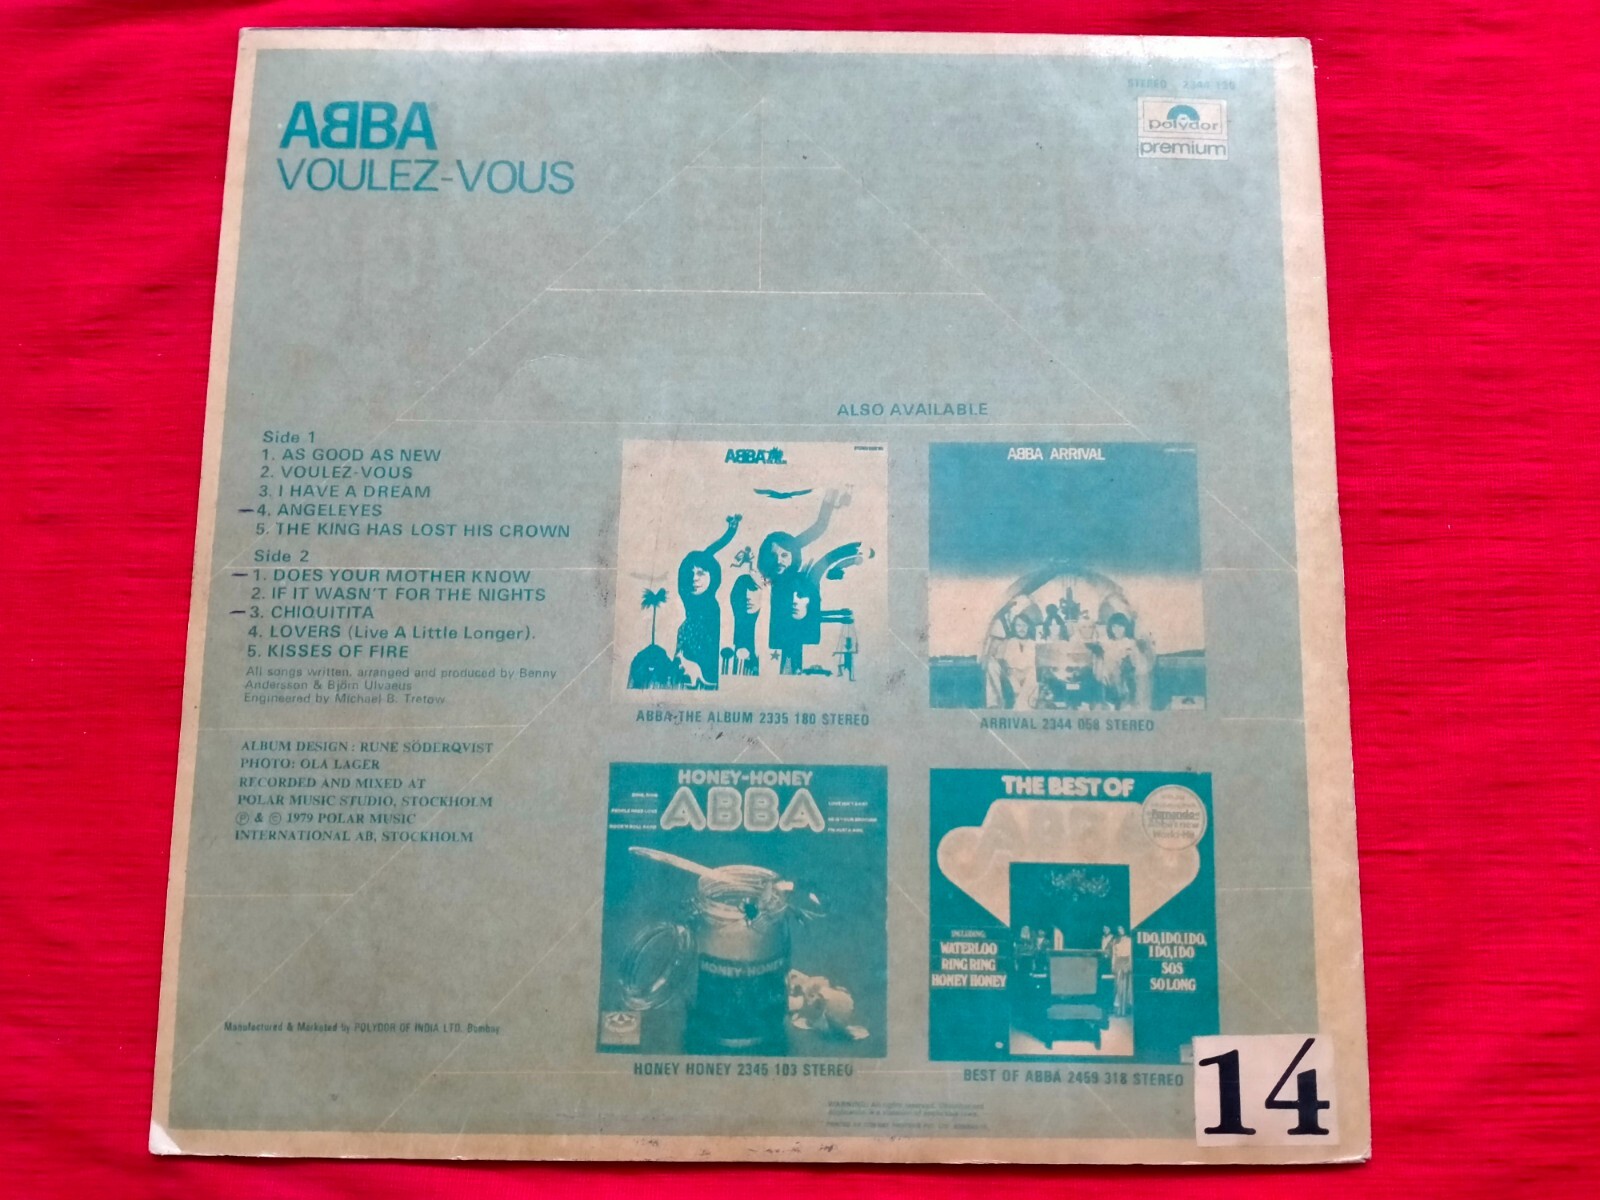 ABBA
VOULEZ-VOUS
STEREO
Polydor
premium
ALSO AVAILABLE
Side 1
1. AS GOOD AS NEW
2. VOULEZ-VOUS
3. I HAVE A DREAM
4. ANGELEYES
5. THE KING HAS LOST HIS CROWN
Side 2
1. DOES YOUR MOTHER KNOW
2. IF IT WASN'T FOR THE NIGHTS
3. CHIQUITITA
4. LOVERS (Live A Little Longer).
5. KISSES OF FIRE
All songs written, arranged and produced by Benny
Andersson & Björn Ulvaeus
Engineered by Michael B. Tretow
ALBUM DESIGN : RUNE SÖDERQVIST
PHOTO: OLA LAGER
RECORDED AND MIXED AT
POLAR MUSIC STUDIO, STOCKHOLM
℗ & © 1979 POLAR MUSIC
INTERNATIONAL AB, STOCKHOLM
Manufactured & Marketed by POLYDOR OF INDIA LTD. Bombay
ABBA
ABBA-THE ALBUM 2335 180 STEREO
ABBA ARRIVAL
ARRIVAL 2344 058 STEREO
HONEY-HONEY
ABBA
HONEY-HONEY
HONEY HONEY 2345 103 STEREO
THE BEST OF
ABBA
INCLUDING
WATERLOO
RING RING
HONEY HONEY
I DO, I DO, I DO,
I DO, I DO
SOS
SO LONG
BEST OF ABBA 2459 318 STEREO
14